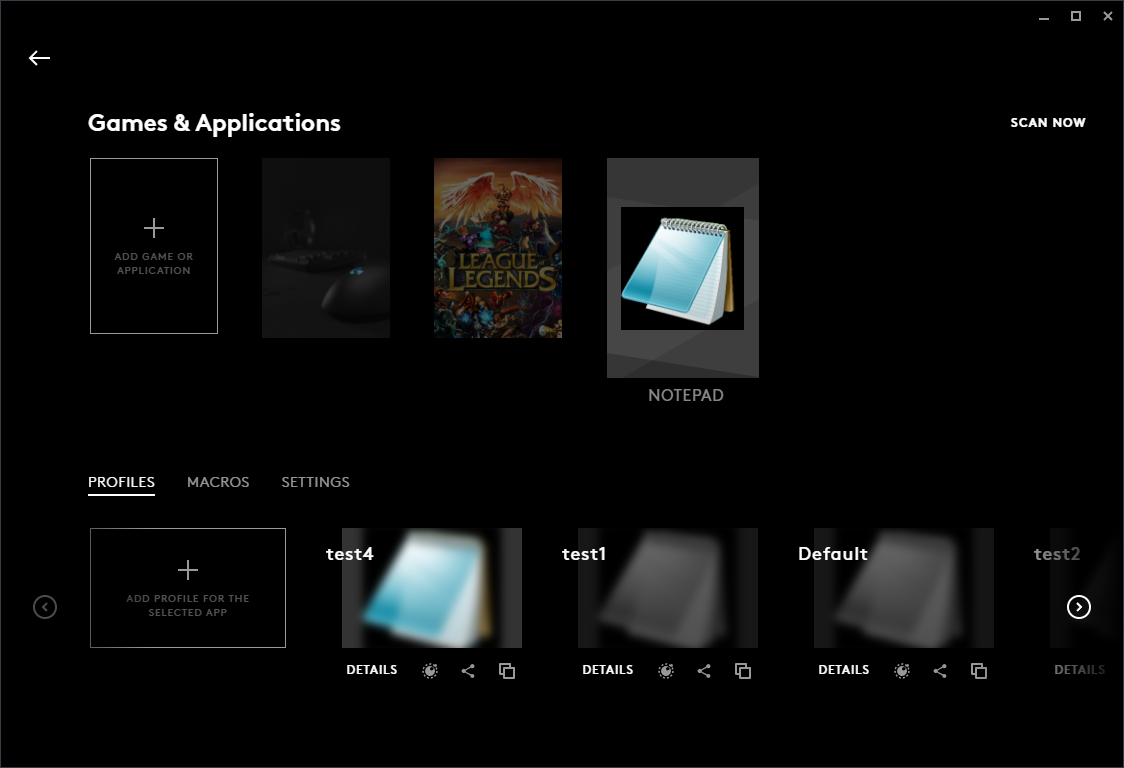 Games & Applications
SCAN NOW
ADD GAME OR
APPLICATION
LEAGUE of
LEGENDS
NOTEPAD
PROFILES
MACROS
SETTINGS
ADD PROFILE FOR THE
SELECTED APP
test4
test1
Default
test2
DETAILS
DETAILS
DETAILS
DETAILS